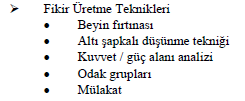 ➢ Fikir Üretme Teknikleri
• Beyin fırtınası
• Altı şapkalı düşünme tekniği
• Kuvvet / güç alanı analizi
• Odak grupları
• Mülakat